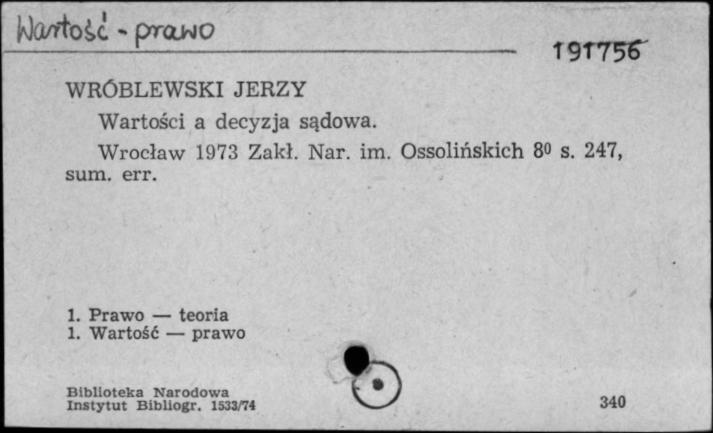 Wartość - prawo
191756
WRÓBLEWSKI JERZY
Wartości a decyzja sądowa.
Wrocław 1973 Zakł. Nar. im. Ossolińskich 8⁰ s. 247,
sum. err.
1. Prawo — teoria
1. Wartość — prawo
Biblioteka Narodowa
Instytut Bibliogr. 1533/74
340